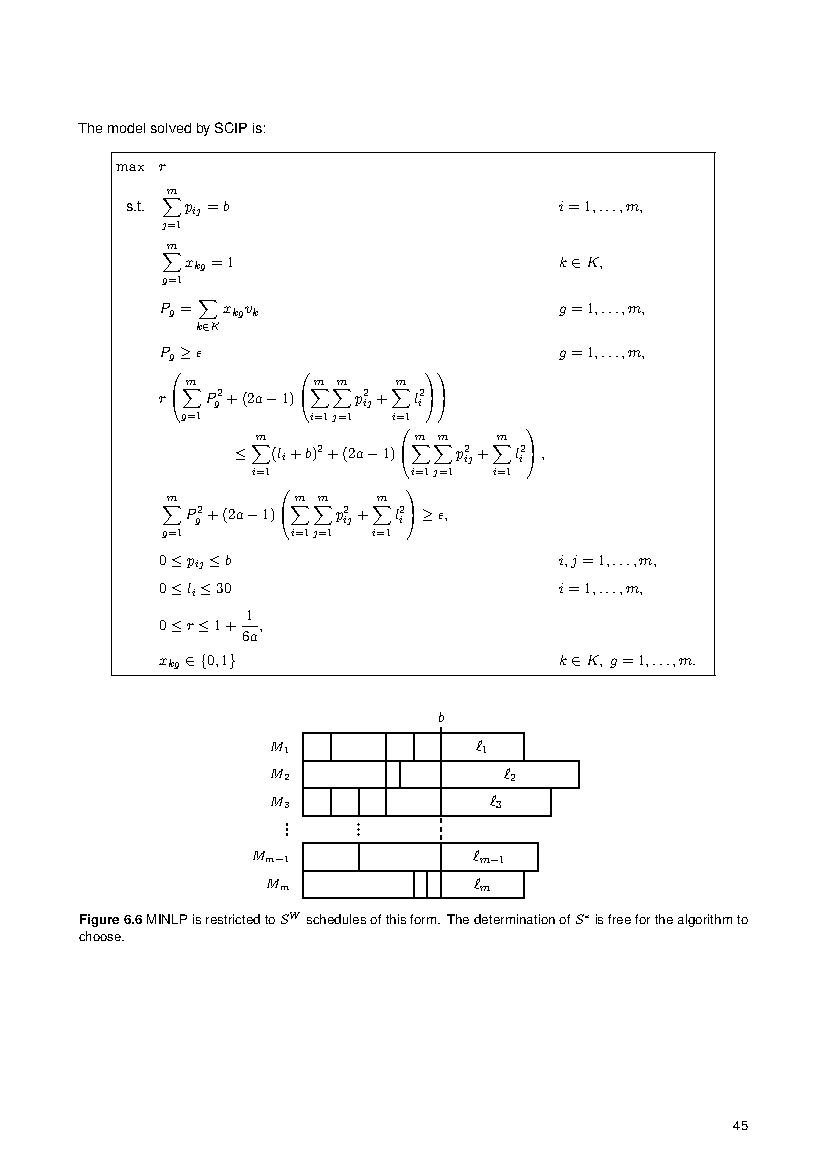 The model solved by SCIP is:
max r
s.t. ∑_{j=1}^{m} p_{ij} = b i = 1, . . . , m,
∑_{g=1}^{m} x_{kg} = 1 k ∈ K,
P_g = ∑_{k∈K} x_{kg} v_k g = 1, . . . , m,
P_g ≥ ϵ g = 1, . . . , m,
r ( ∑_{g=1}^{m} P_g^2 + (2a − 1) ( ∑_{i=1}^{m} ∑_{j=1}^{m} p_{ij}^2 + ∑_{i=1}^{m} l_i^2 ) )
≤ ∑_{i=1}^{m} (l_i + b)^2 + (2a − 1) ( ∑_{i=1}^{m} ∑_{j=1}^{m} p_{ij}^2 + ∑_{i=1}^{m} l_i^2 ) ,
∑_{g=1}^{m} P_g^2 + (2a − 1) ( ∑_{i=1}^{m} ∑_{j=1}^{m} p_{ij}^2 + ∑_{i=1}^{m} l_i^2 ) ≥ ϵ,
0 ≤ p_{ij} ≤ b i, j = 1, . . . , m,
0 ≤ l_i ≤ 30 i = 1, . . . , m,
0 ≤ r ≤ 1 + 1/6a,
x_{kg} ∈ {0, 1} k ∈ K, g = 1, . . . , m.
b
M_1 ℓ_1
M_2 ℓ_2
M_3 ℓ_3
⋮ ⋮
M_{m−1} ℓ_{m−1}
M_m ℓ_m
Figure 6.6 MINLP is restricted to S^W schedules of this form. The determination of S* is free for the algorithm to
choose.
45